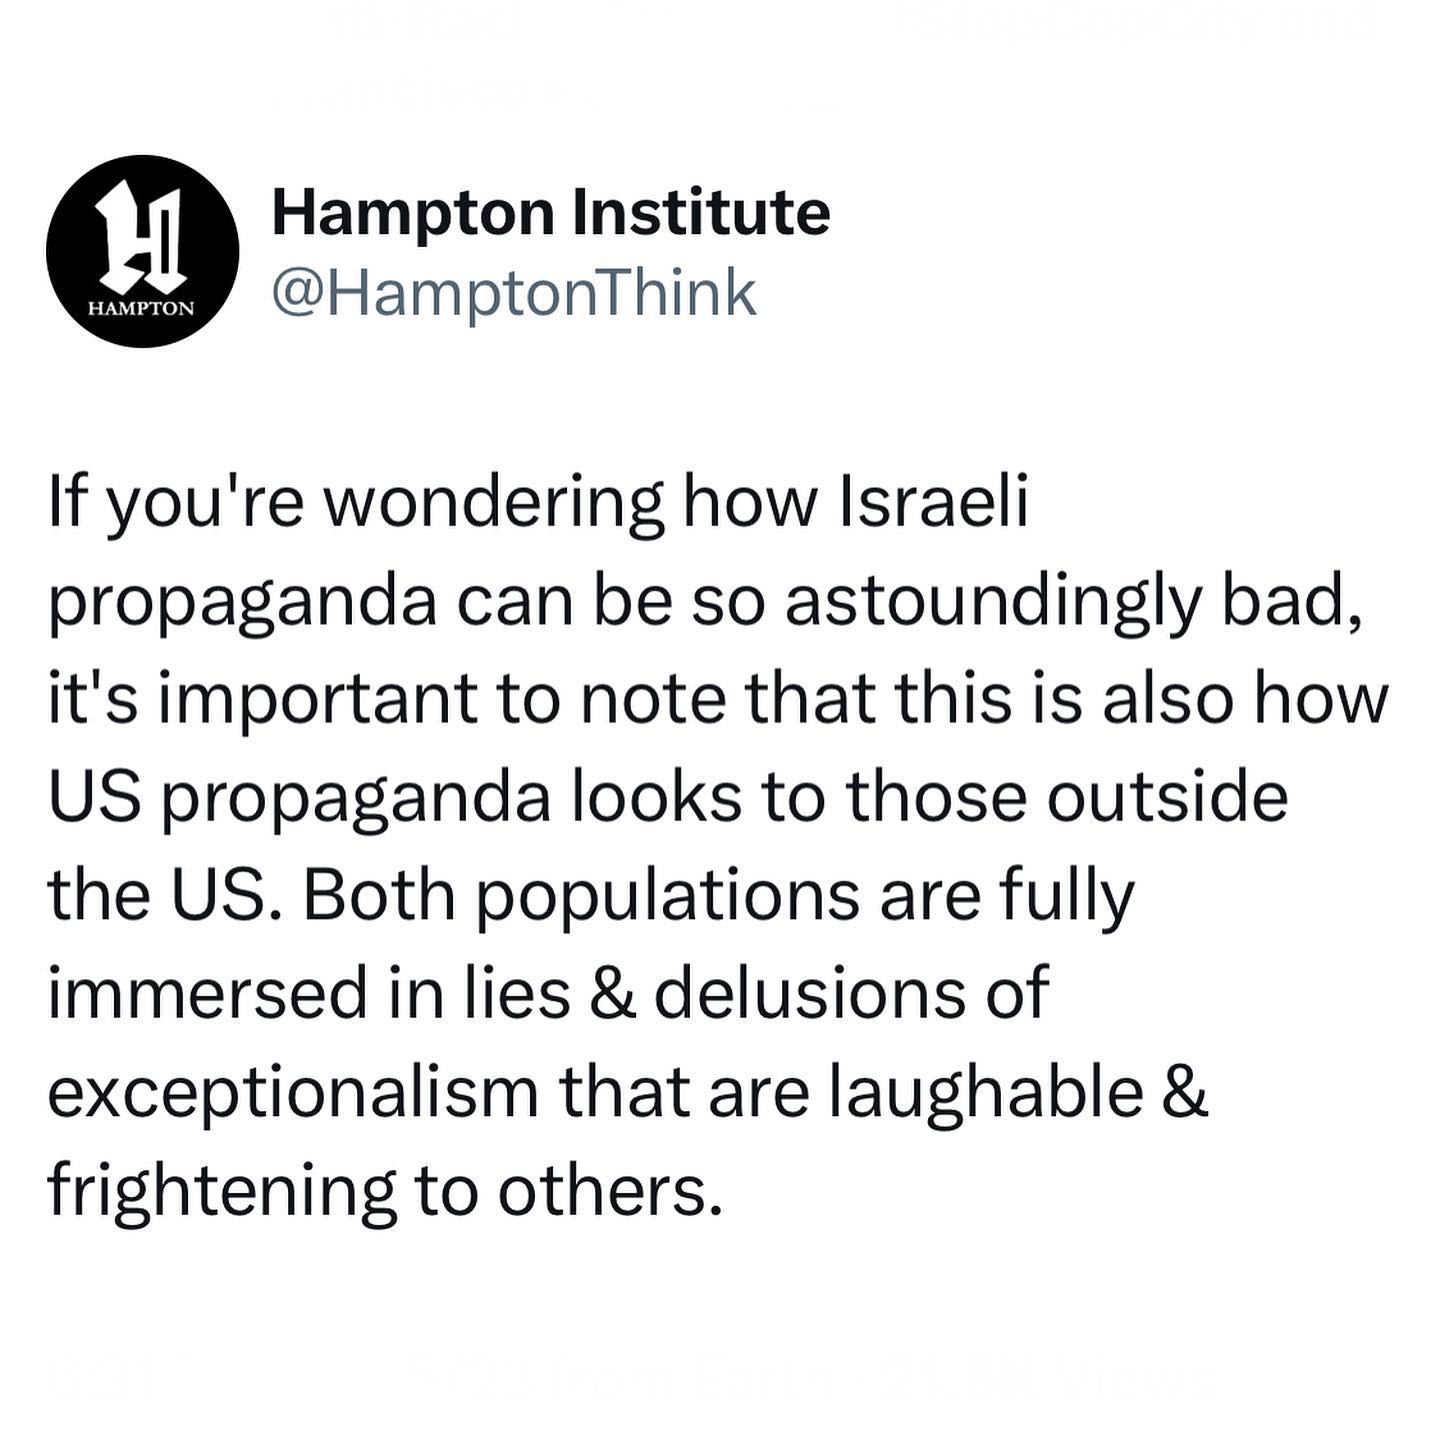 HAMPTON
Hampton Institute
@HamptonThink
If you're wondering how Israeli
propaganda can be so astoundingly bad,
it's important to note that this is also how
US propaganda looks to those outside
the US. Both populations are fully
immersed in lies & delusions of
exceptionalism that are laughable &
frightening to others.